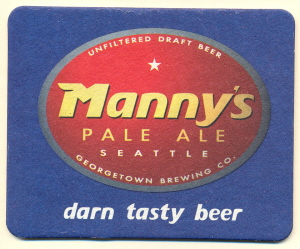 UNFILTERED DRAFT BEER
Manny's
PALE ALE
SEATTLE
GEORGETOWN BREWING CO.
darn tasty beer